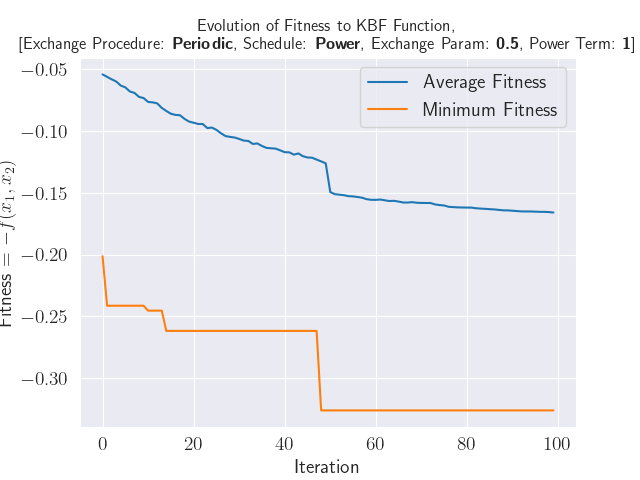 Evolution of Fitness to KBF Function,
[Exchange Procedure: Periodic, Schedule: Power, Exchange Param: 0.5, Power Term: 1]
Average Fitness
Minimum Fitness
Fitness = −f(x₁, x₂)
−0.05
−0.10
−0.15
−0.20
−0.25
−0.30
0 20 40 60 80 100
Iteration